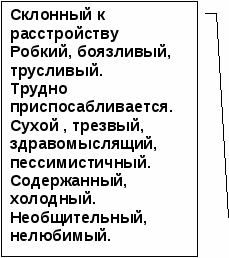 Склонный к
расстройству
Робкий, боязливый,
трусливый.
Трудно
приспосабливается.
Сухой , трезвый,
здравомыслящий,
пессимистичный.
Содержанный,
холодный.
Необщительный,
нелюбимый.